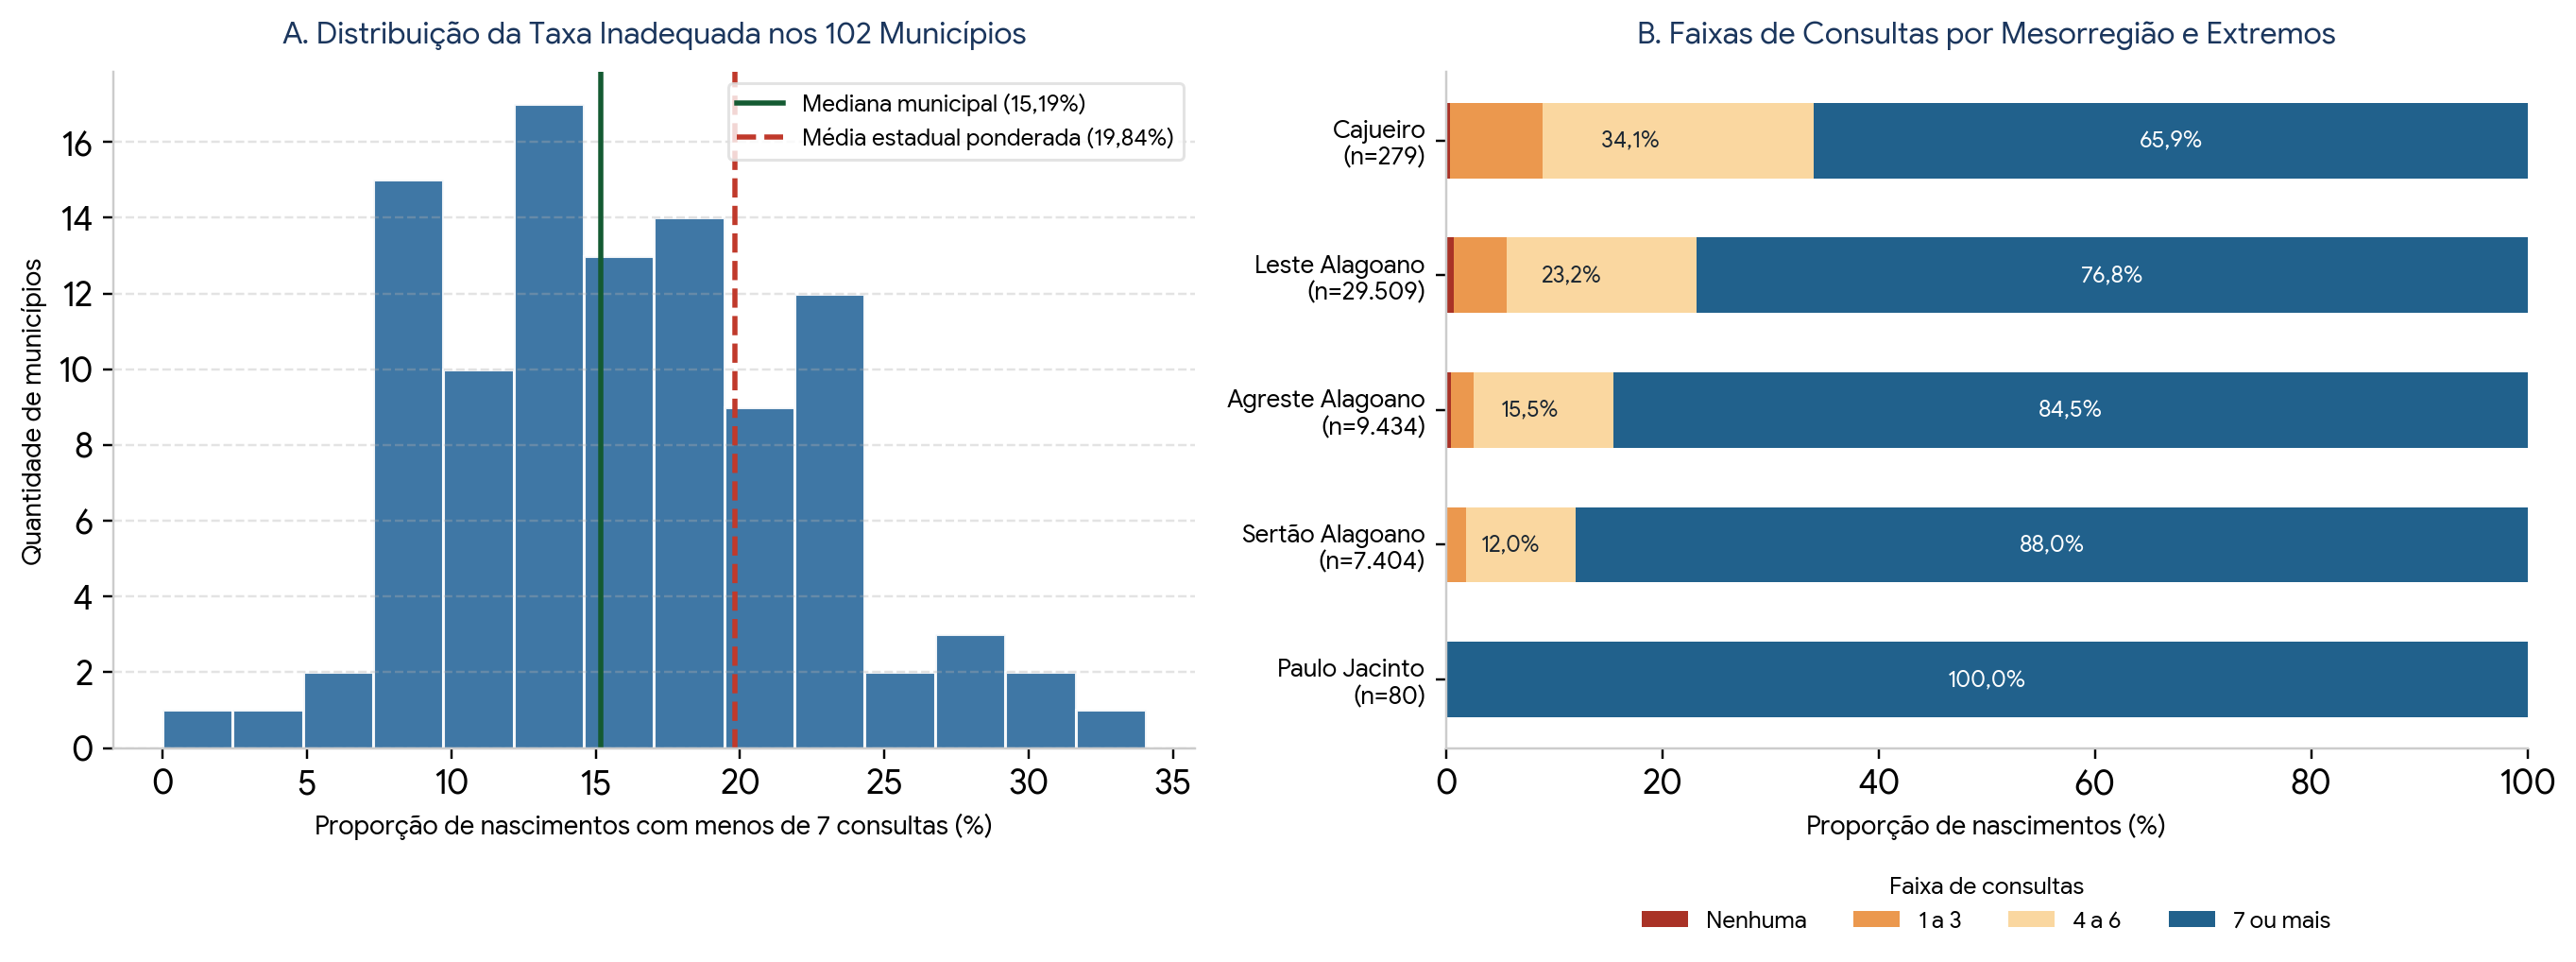 A. Distribuição da Taxa Inadequada nos 102 Municípios
Quantidade de municípios
16
14
12
10
8
6
4
2
0
Mediana municipal (15,19%)
Média estadual ponderada (19,84%)
0 5 10 15 20 25 30 35
Proporção de nascimentos com menos de 7 consultas (%)
B. Faixas de Consultas por Mesorregião e Extremos
Cajueiro
(n=279)
34,1% 65,9%
Leste Alagoano
(n=29.509)
23,2% 76,8%
Agreste Alagoano
(n=9.434)
15,5% 84,5%
Sertão Alagoano
(n=7.404)
12,0% 88,0%
Paulo Jacinto
(n=80)
100,0%
0 20 40 60 80 100
Proporção de nascimentos (%)
Faixa de consultas
Nenhuma 1 a 3 4 a 6 7 ou mais